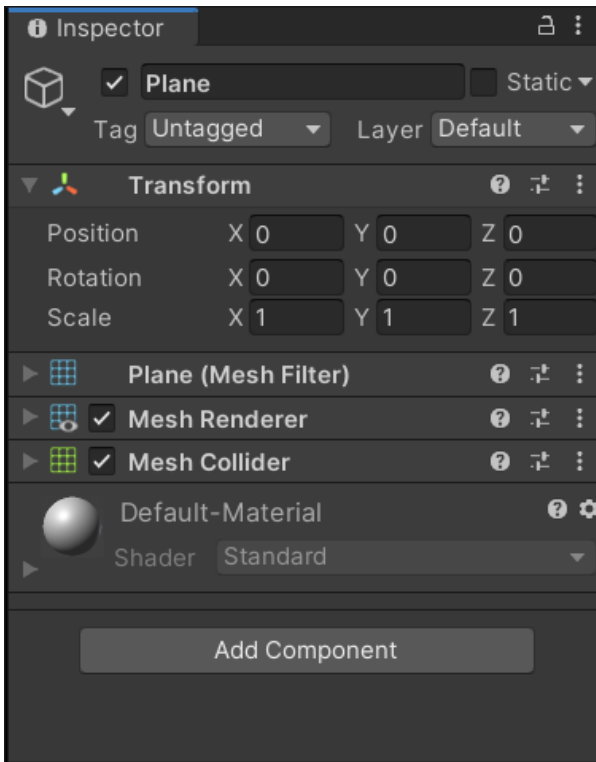 Inspector
Plane Static
Tag Untagged Layer Default
Transform
Position X 0 Y 0 Z 0
Rotation X 0 Y 0 Z 0
Scale X 1 Y 1 Z 1
Plane (Mesh Filter)
Mesh Renderer
Mesh Collider
Default-Material
Shader Standard
Add Component